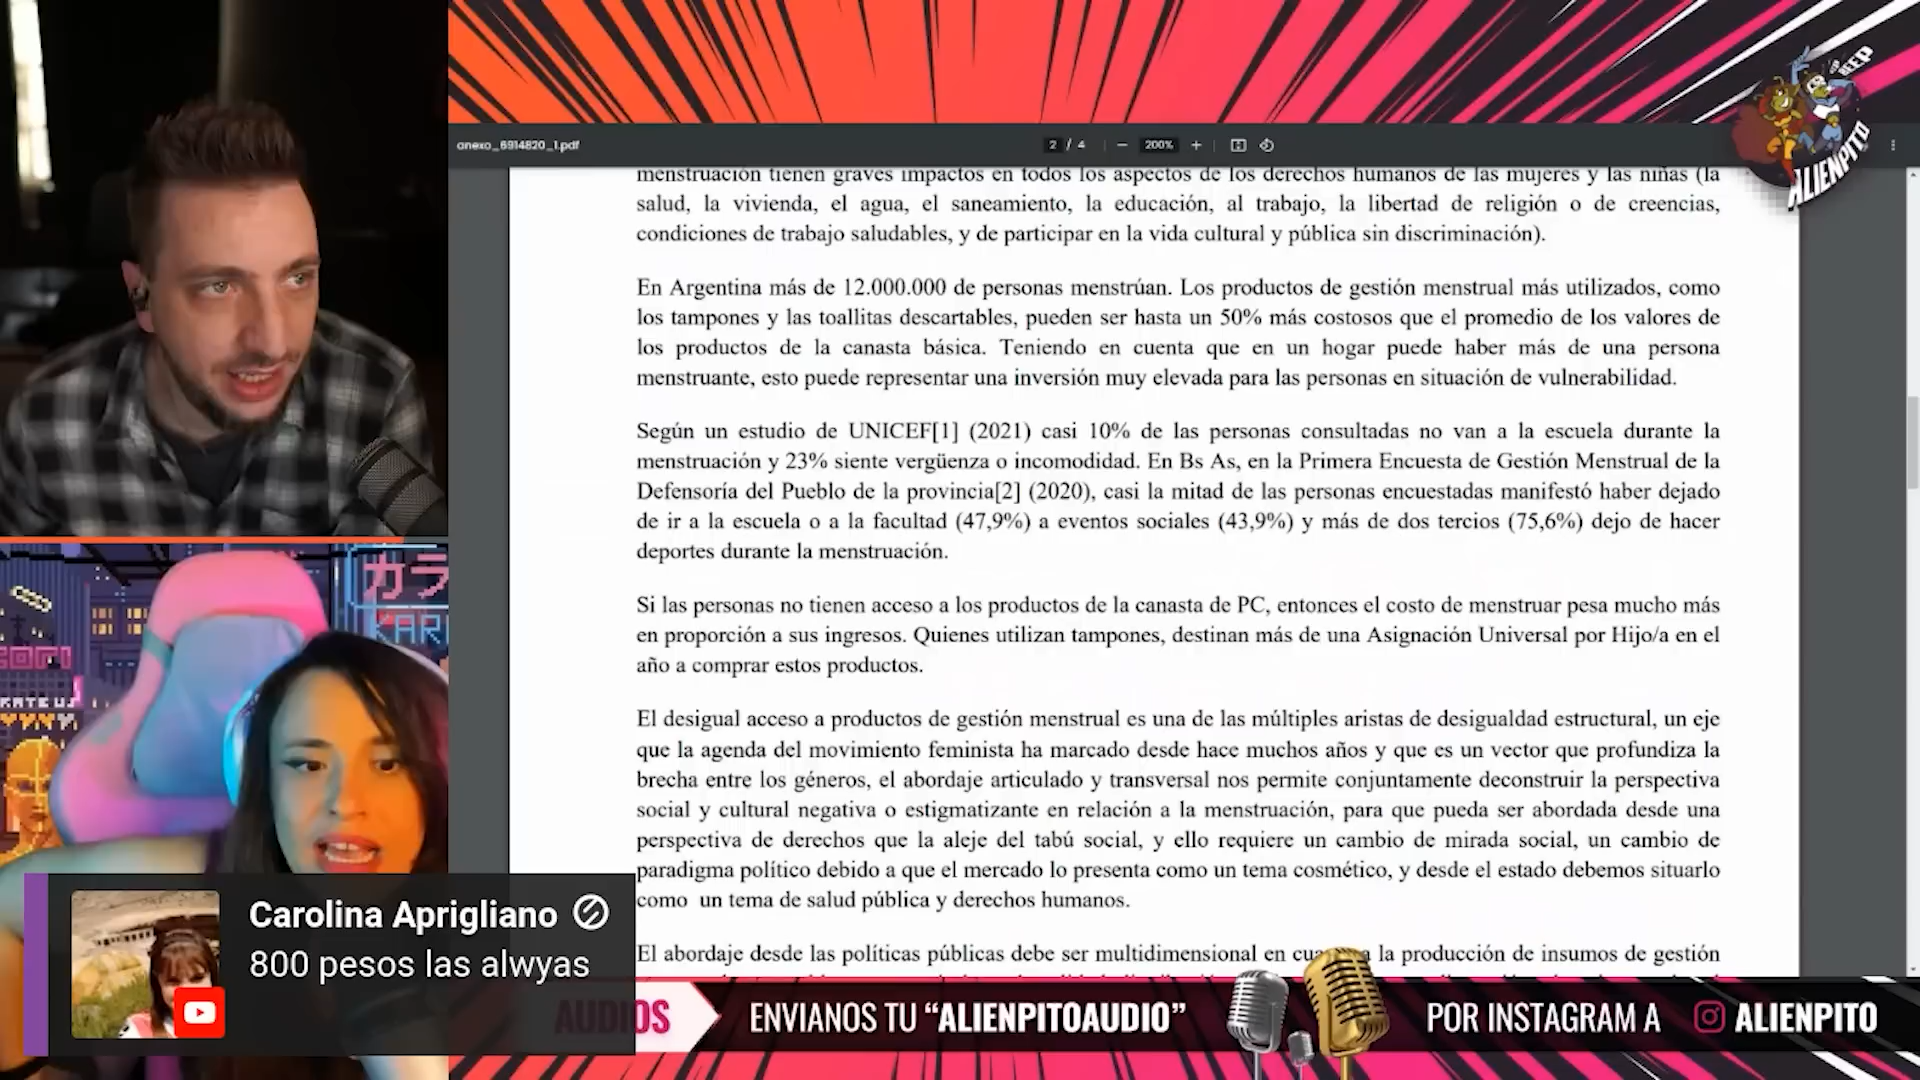 BEEP
ALIENPITO
anexo_6914820_1.pdf
2 / 4
200%
menstruación tienen graves impactos en todos los aspectos de los derechos humanos de las mujeres y las niñas (la
salud, la vivienda, el agua, el saneamiento, la educación, al trabajo, la libertad de religión o de creencias,
condiciones de trabajo saludables, y de participar en la vida cultural y pública sin discriminación).
En Argentina más de 12.000.000 de personas menstrúan. Los productos de gestión menstrual más utilizados, como
los tampones y las toallitas descartables, pueden ser hasta un 50% más costosos que el promedio de los valores de
los productos de la canasta básica. Teniendo en cuenta que en un hogar puede haber más de una persona
menstruante, esto puede representar una inversión muy elevada para las personas en situación de vulnerabilidad.
Según un estudio de UNICEF[1] (2021) casi 10% de las personas consultadas no van a la escuela durante la
menstruación y 23% siente vergüenza o incomodidad. En Bs As, en la Primera Encuesta de Gestión Menstrual de la
Defensoría del Pueblo de la provincia[2] (2020), casi la mitad de las personas encuestadas manifestó haber dejado
de ir a la escuela o a la facultad (47,9%) a eventos sociales (43,9%) y más de dos tercios (75,6%) dejo de hacer
deportes durante la menstruación.
Si las personas no tienen acceso a los productos de la canasta de PC, entonces el costo de menstruar pesa mucho más
en proporción a sus ingresos. Quienes utilizan tampones, destinan más de una Asignación Universal por Hijo/a en el
año a comprar estos productos.
El desigual acceso a productos de gestión menstrual es una de las múltiples aristas de desigualdad estructural, un eje
que la agenda del movimiento feminista ha marcado desde hace muchos años y que es un vector que profundiza la
brecha entre los géneros, el abordaje articulado y transversal nos permite conjuntamente deconstruir la perspectiva
social y cultural negativa o estigmatizante en relación a la menstruación, para que pueda ser abordada desde una
perspectiva de derechos que la aleje del tabú social, y ello requiere un cambio de mirada social, un cambio de
paradigma político debido a que el mercado lo presenta como un tema cosmético, y desde el estado debemos situarlo
como un tema de salud pública y derechos humanos.
El abordaje desde las políticas públicas debe ser multidimensional en la producción de insumos de gestión
カラ
KAR
Carolina Aprigliano
800 pesos las alwyas
AUDIOS
ENVIANOS TU “ALIENPITOAUDIO”
POR INSTAGRAM A
ALIENPITO